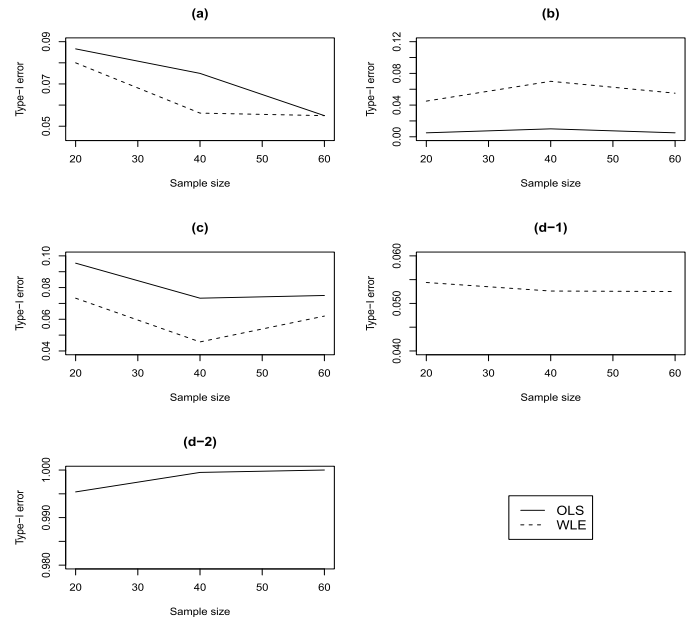 (a)
Type−I error
0.05 0.07 0.09
20 30 40 50 60
Sample size
(b)
Type−I error
0.00 0.04 0.08 0.12
20 30 40 50 60
Sample size
(c)
Type−I error
0.04 0.06 0.08 0.10
20 30 40 50 60
Sample size
(d−1)
Type−I error
0.040 0.050 0.060
20 30 40 50 60
Sample size
(d−2)
Type−I error
0.980 0.990 1.000
20 30 40 50 60
Sample size
OLS
WLE